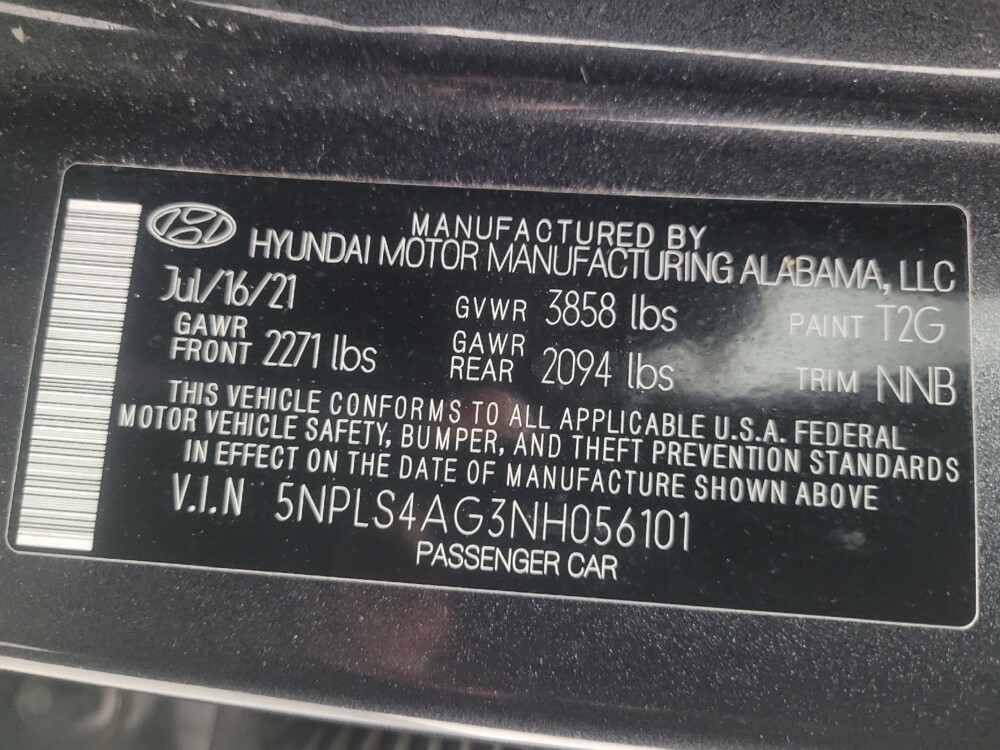 MANUFACTURED BY
HYUNDAI MOTOR MANUFACTURING ALABAMA, LLC
Jul/16/21 GVWR 3858 lbs PAINT T2G
GAWR FRONT 2271 lbs GAWR REAR 2094 lbs TRIM NNB
THIS VEHICLE CONFORMS TO ALL APPLICABLE U.S.A. FEDERAL
MOTOR VEHICLE SAFETY, BUMPER, AND THEFT PREVENTION STANDARDS
IN EFFECT ON THE DATE OF MANUFACTURE SHOWN ABOVE
V.I.N 5NPLS4AG3NH056101
PASSENGER CAR